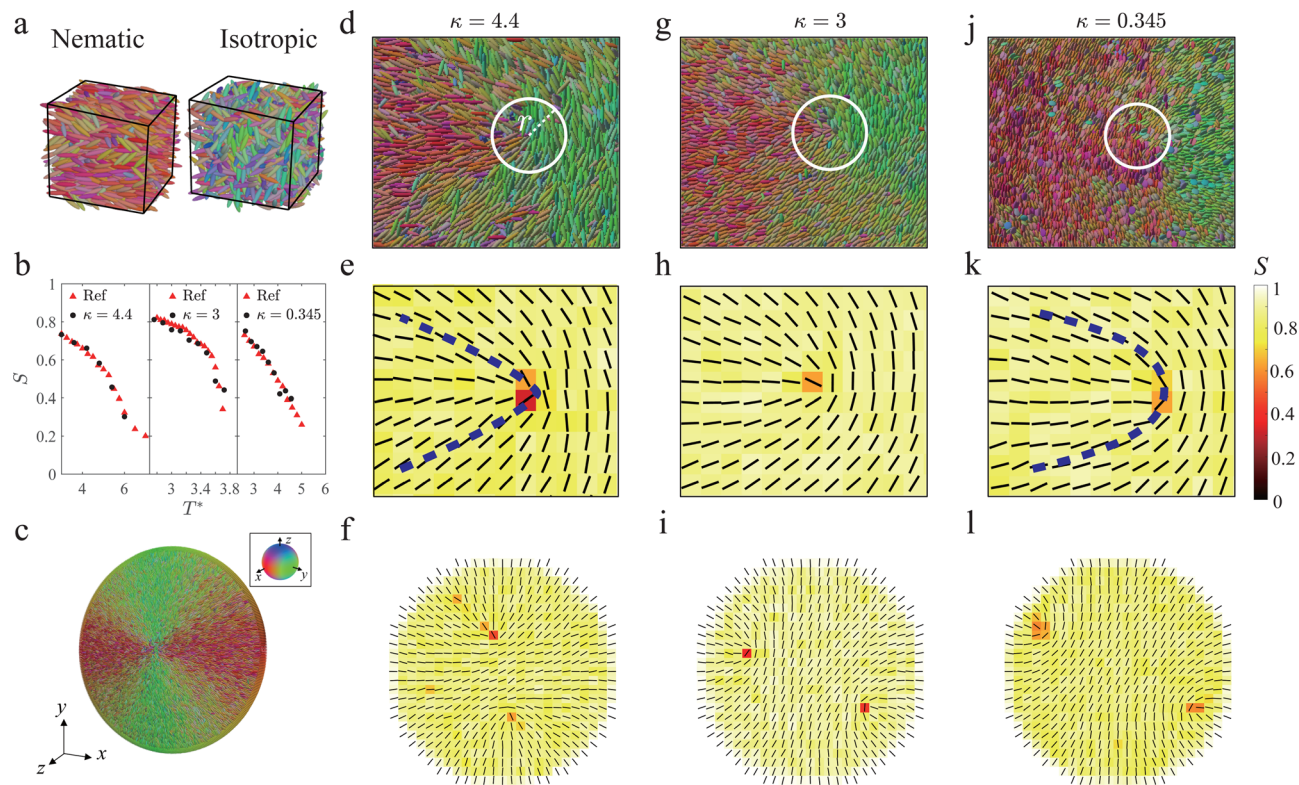 a
Nematic
Isotropic
b
Ref
κ = 4.4
Ref
κ = 3
Ref
κ = 0.345
S
1
0.8
0.6
0.4
0.2
0
4
6
3
3.4
3.8
3
4
5
6
T*
c
z
x
y
y
x
z
d
κ = 4.4
r
e
f
g
κ = 3
h
i
j
κ = 0.345
k
S
1
0.8
0.6
0.4
0.2
0
l